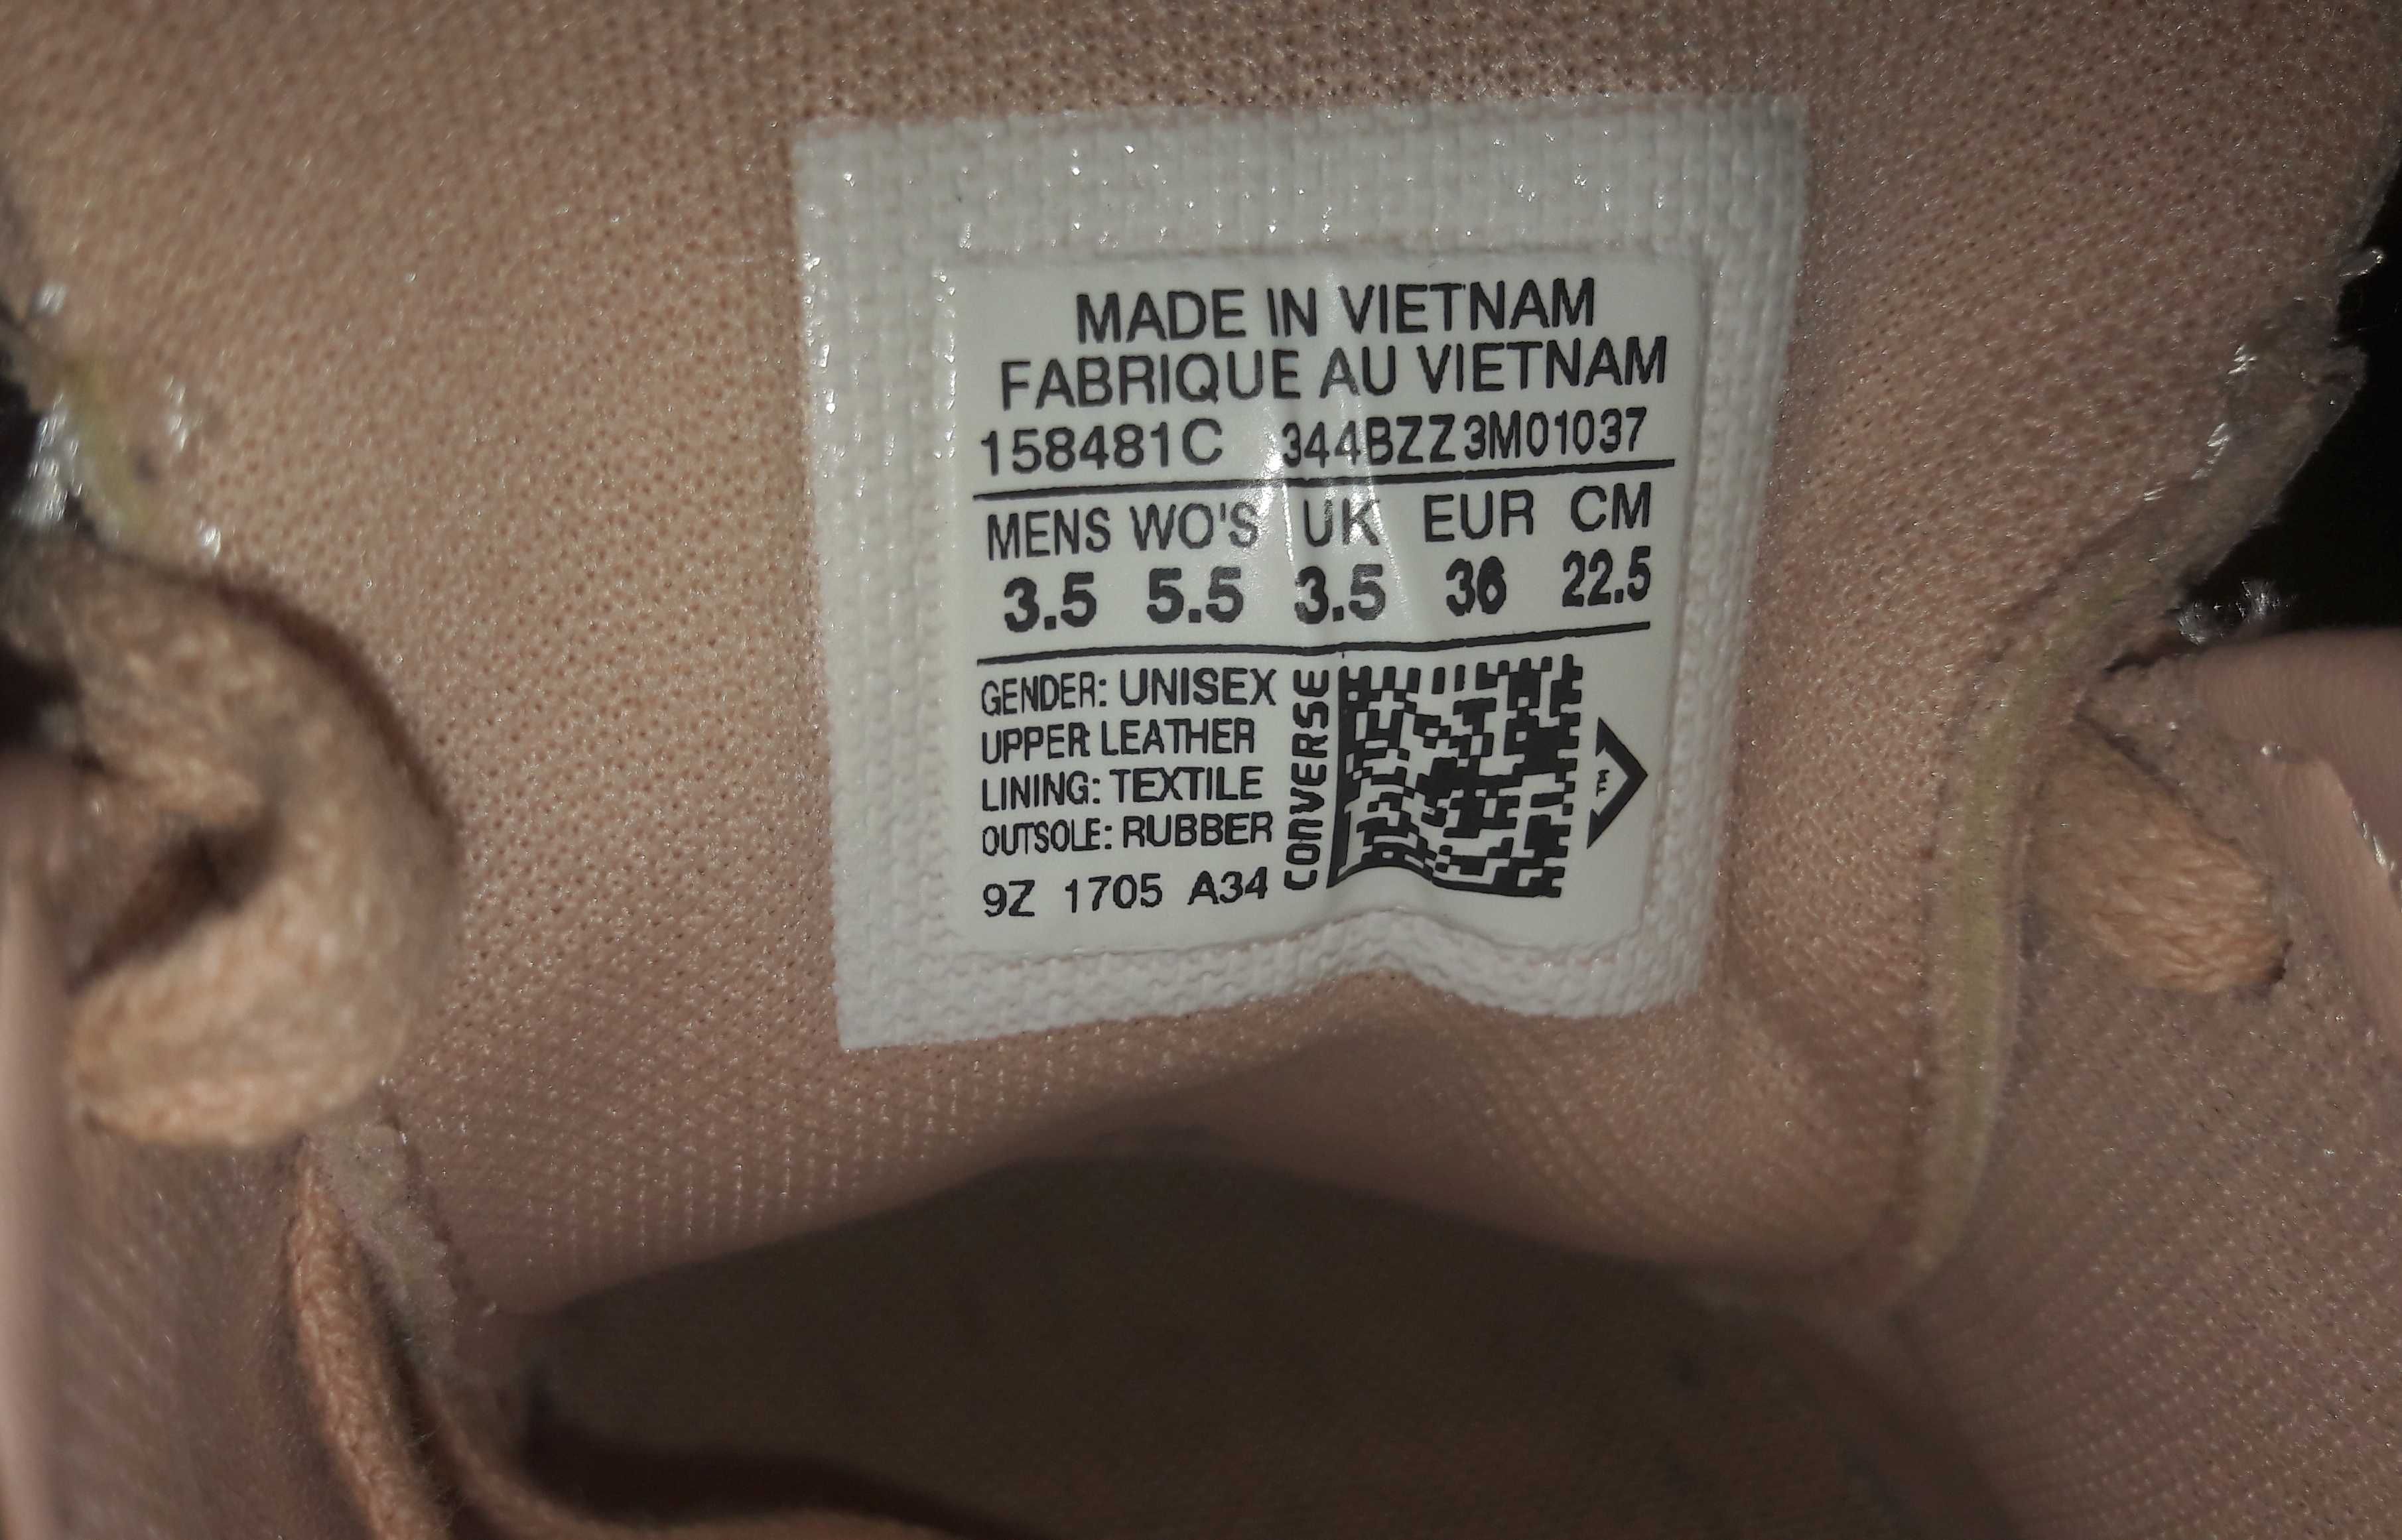 MADE IN VIETNAM
FABRIQUE AU VIETNAM
158481C 344BZZ3M01037
MENS WO'S UK EUR CM
3.5 5.5 3.5 36 22.5
GENDER: UNISEX
UPPER: LEATHER
LINING: TEXTILE
OUTSOLE: RUBBER
9Z 1705 A34
CONVERSE